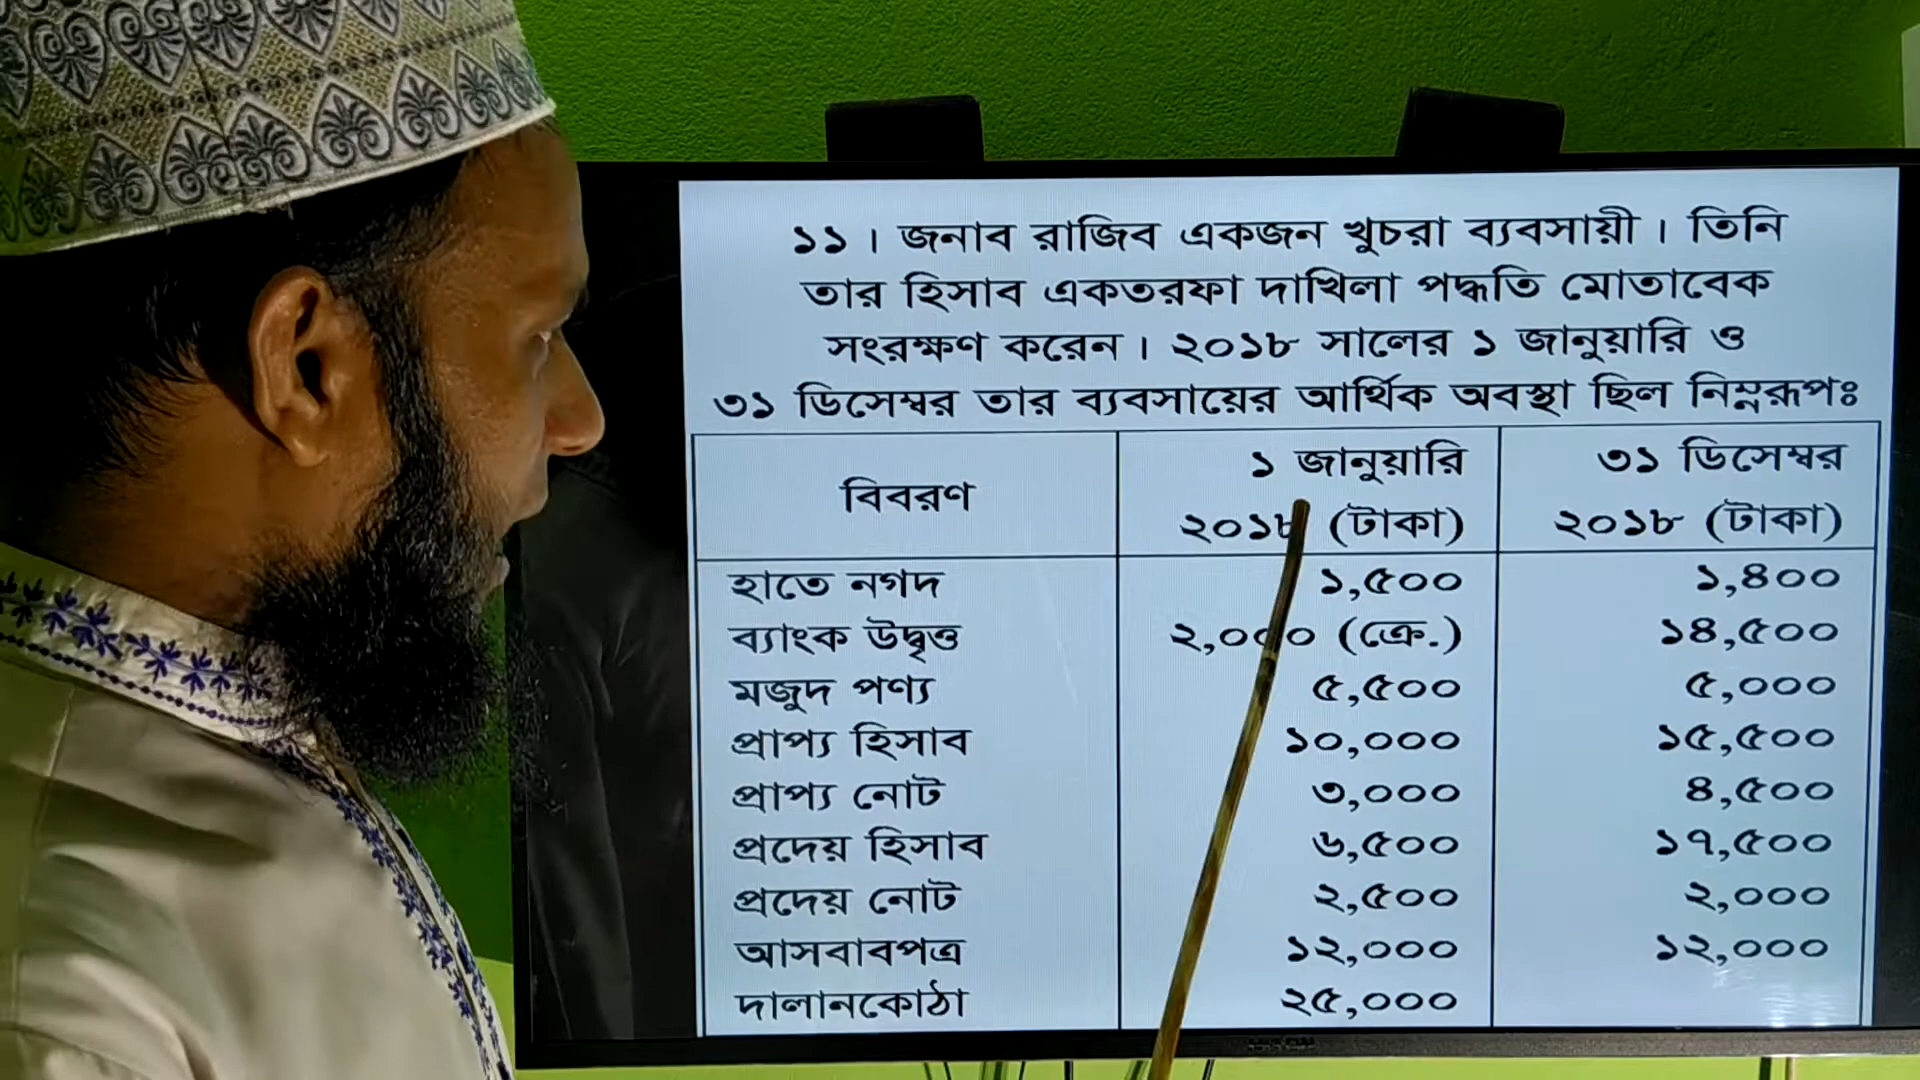 ১১। জনাব রাজিব একজন খুচরা ব্যবসায়ী। তিনি
তার হিসাব একতরফা দাখিলা পদ্ধতি মোতাবেক
সংরক্ষণ করেন। ২০১৮ সালের ১ জানুয়ারি ও
৩১ ডিসেম্বর তার ব্যবসায়ের আর্থিক অবস্থা ছিল নিম্নরূপঃ
বিবরণ ১ জানুয়ারি ২০১৮ (টাকা) ৩১ ডিসেম্বর ২০১৮ (টাকা)
হাতে নগদ ১,৫০০ ১,৪০০
ব্যাংক উদ্বৃত্ত ২,০০০ (ক্রে.) ১৪,৫০০
মজুদ পণ্য ৫,৫০০ ৫,০০০
প্রাপ্য হিসাব ১০,০০০ ১৫,৫০০
প্রাপ্য নোট ৩,০০০ ৪,৫০০
প্রদেয় হিসাব ৬,৫০০ ১৭,৫০০
প্রদেয় নোট ২,৫০০ ২,০০০
আসবাবপত্র ১২,০০০ ১২,০০০
দালানকোঠা ২৫,০০০